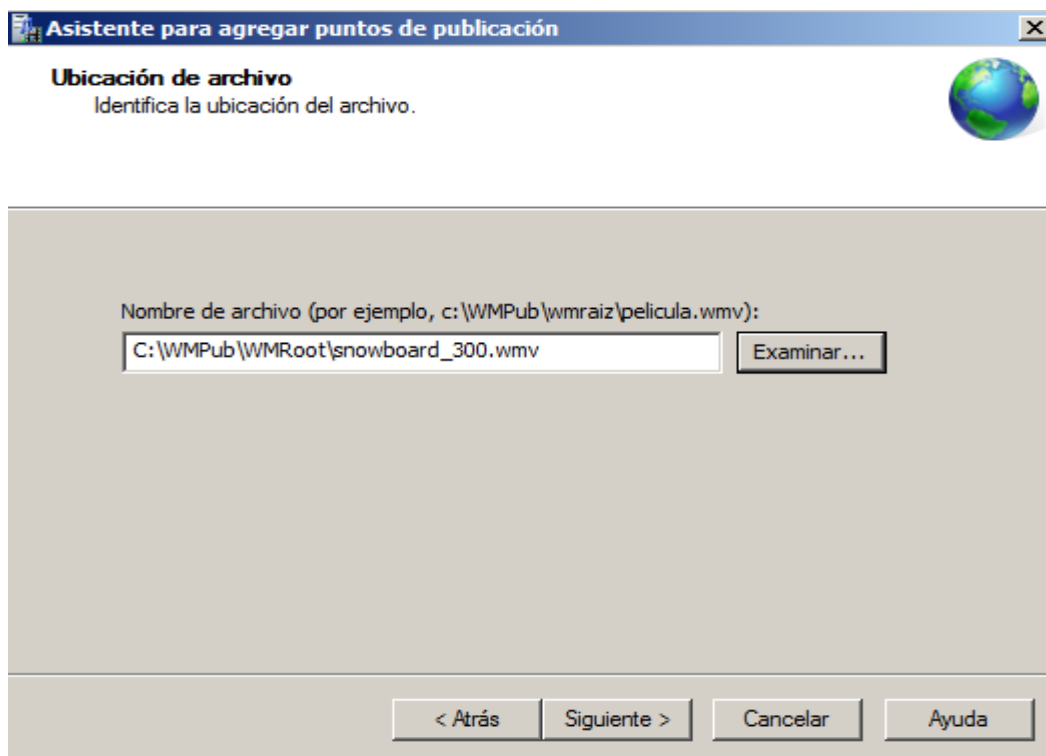 Asistente para agregar puntos de publicación
Ubicación de archivo
Identifica la ubicación del archivo.
Nombre de archivo (por ejemplo, c:\WMPub\wmraiz\pelicula.wmv):
C:\WMPub\WMRoot\snowboard_300.wmv
Examinar...
< Atrás
Siguiente >
Cancelar
Ayuda